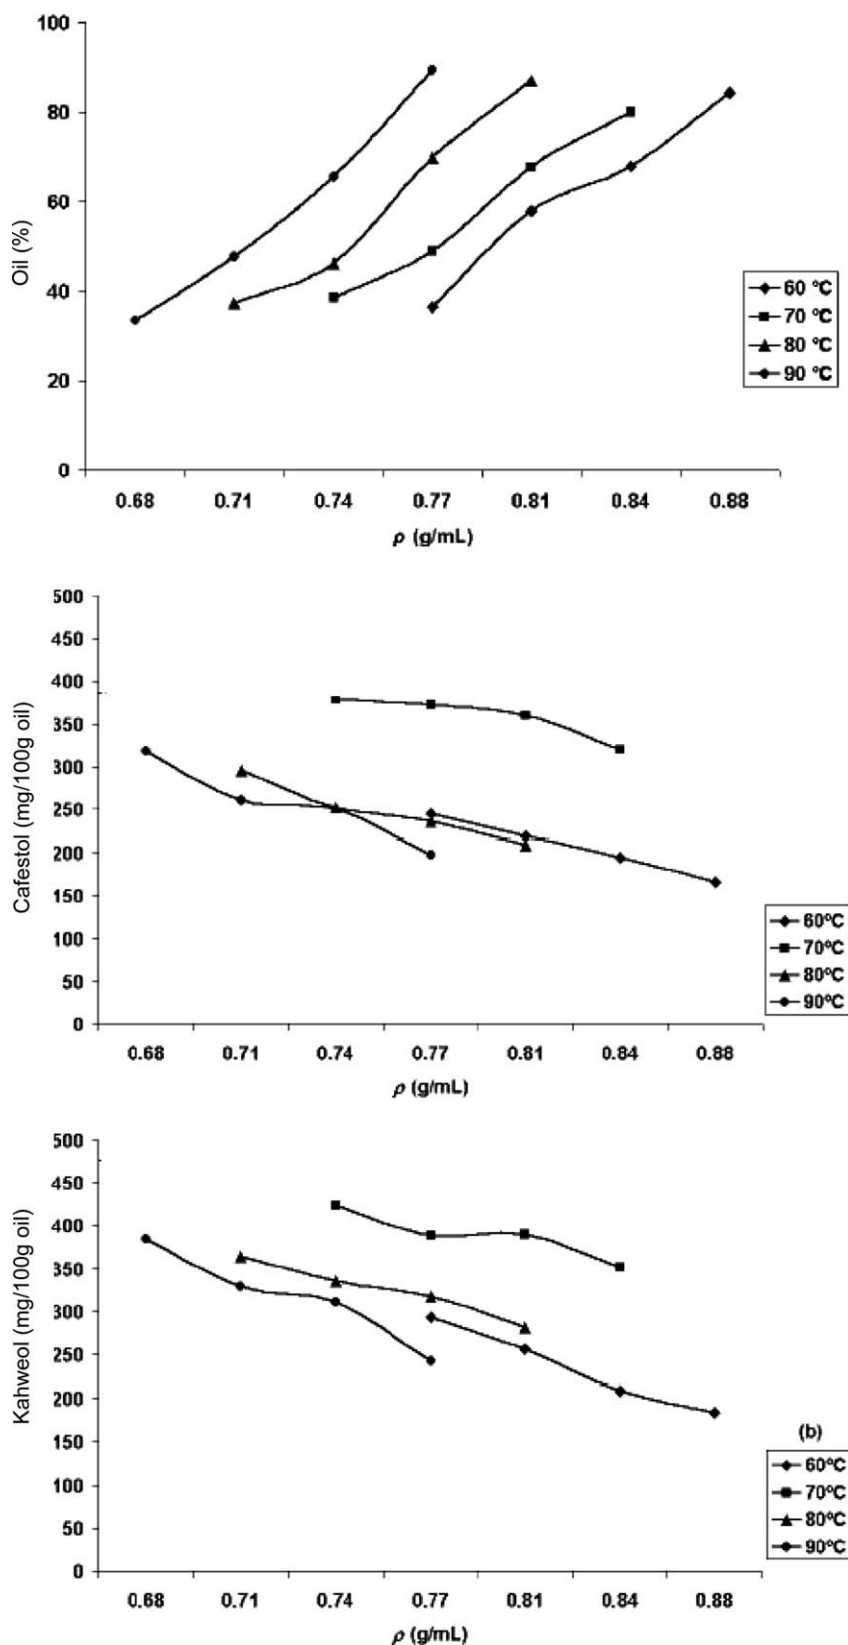 100
80
60
40
20
0
Oil (%)
0.68 0.71 0.74 0.77 0.81 0.84 0.88
ρ (g/mL)
60 ºC
70 ºC
80 ºC
90 ºC
500
450
400
350
300
250
200
150
100
50
0
Cafestol (mg/100g oil)
0.68 0.71 0.74 0.77 0.81 0.84 0.88
ρ (g/mL)
60ºC
70ºC
80ºC
90ºC
500
450
400
350
300
250
200
150
100
50
0
Kahweol (mg/100g oil)
0.68 0.71 0.74 0.77 0.81 0.84 0.88
ρ (g/mL)
(b)
60ºC
70ºC
80ºC
90ºC